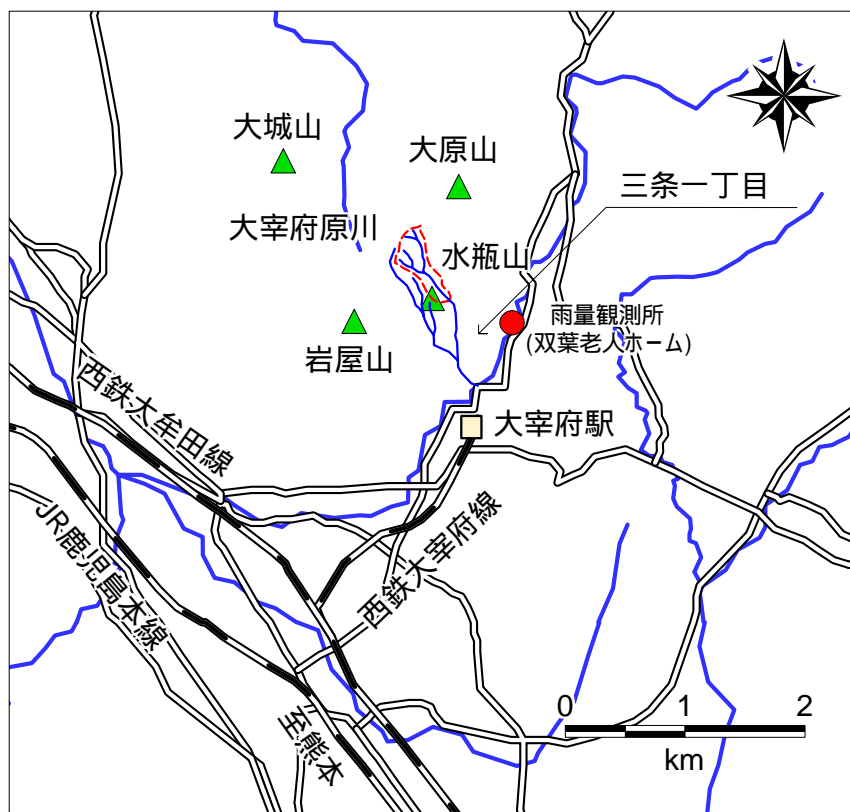 大城山
大原山
三条一丁目
大宰府原川
水瓶山
雨量観測所
(双葉老人ホーム)
岩屋山
西鉄大牟田線
大宰府駅
JR鹿児島本線
西鉄太宰府線
至熊本
0 1 2
km